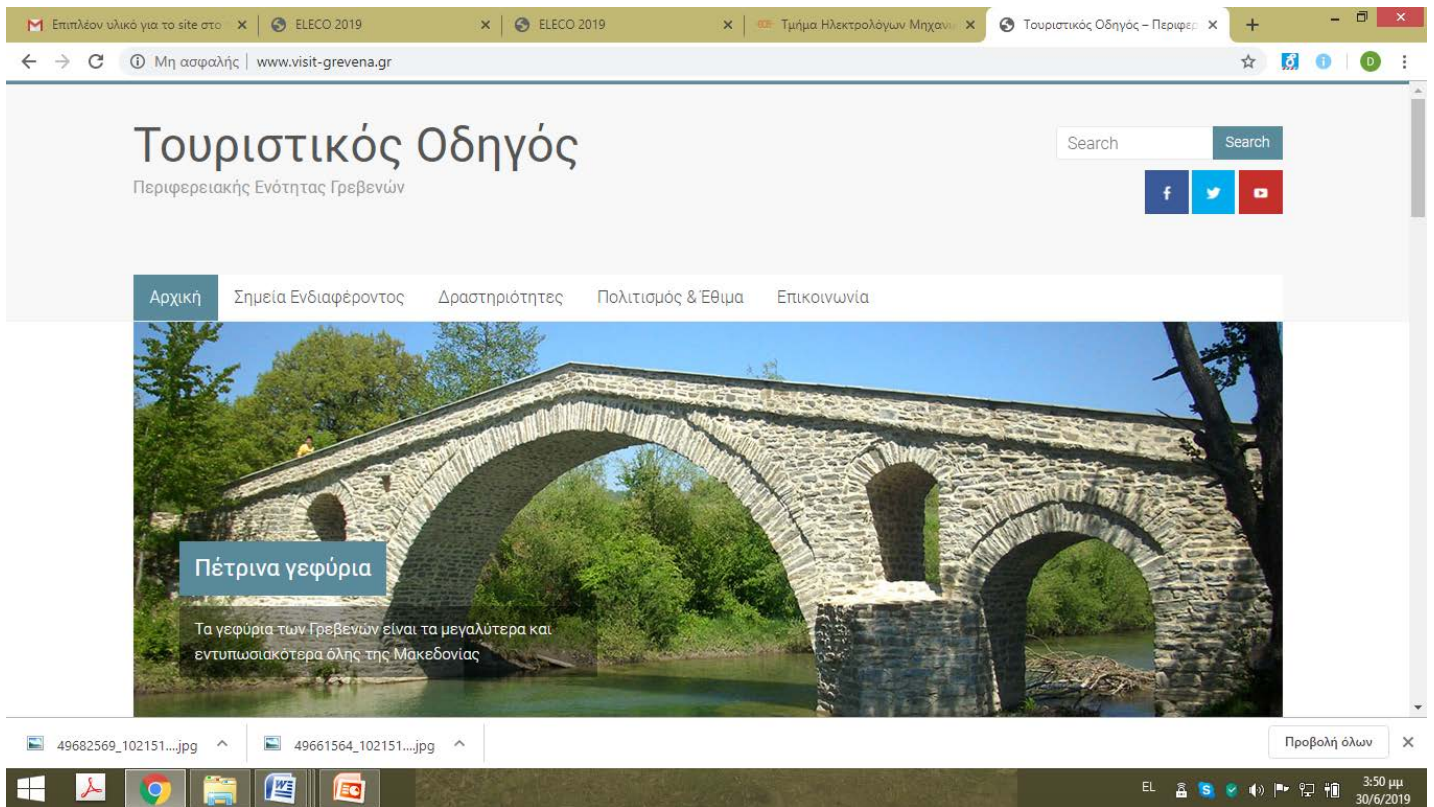 Επιπλέον υλικό για το site στο
ELECO 2019
ELECO 2019
Τμήμα Ηλεκτρολόγων Μηχανι
Τουριστικός Οδηγός – Περιφερ
Μη ασφαλής | www.visit-grevena.gr
D
Τουριστικός Οδηγός
Περιφερειακής Ενότητας Γρεβενών
Search
Search
Αρχική
Σημεία Ενδιαφέροντος
Δραστηριότητες
Πολιτισμός & Έθιμα
Επικοινωνία
Πέτρινα γεφύρια
Τα γεφύρια των Γρεβενών είναι τα μεγαλύτερα και
εντυπωσιακότερα όλης της Μακεδονίας
49682569_102151....jpg
49661564_102151....jpg
Προβολή όλων
EL
3:50 μμ
30/6/2019